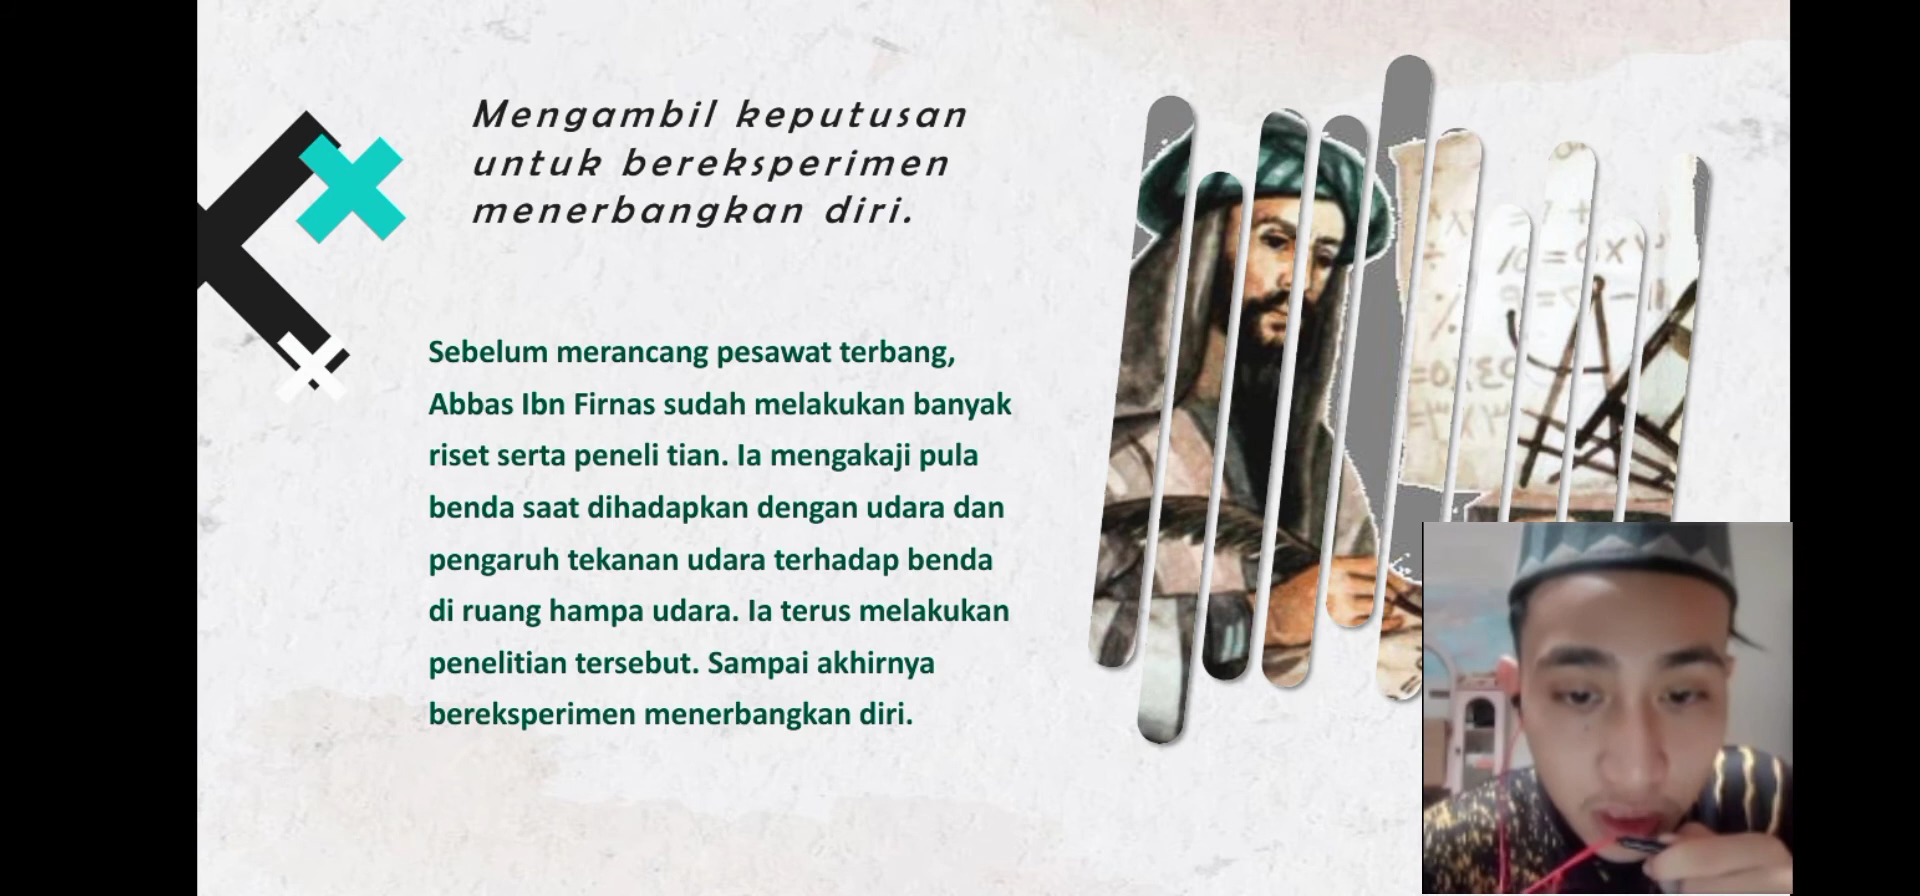 Mengambil keputusan
untuk bereksperimen
menerbangkan diri.
Sebelum merancang pesawat terbang,
Abbas Ibn Firnas sudah melakukan banyak
riset serta peneli tian. Ia mengakaji pula
benda saat dihadapkan dengan udara dan
pengaruh tekanan udara terhadap benda
di ruang hampa udara. Ia terus melakukan
penelitian tersebut. Sampai akhirnya
bereksperimen menerbangkan diri.